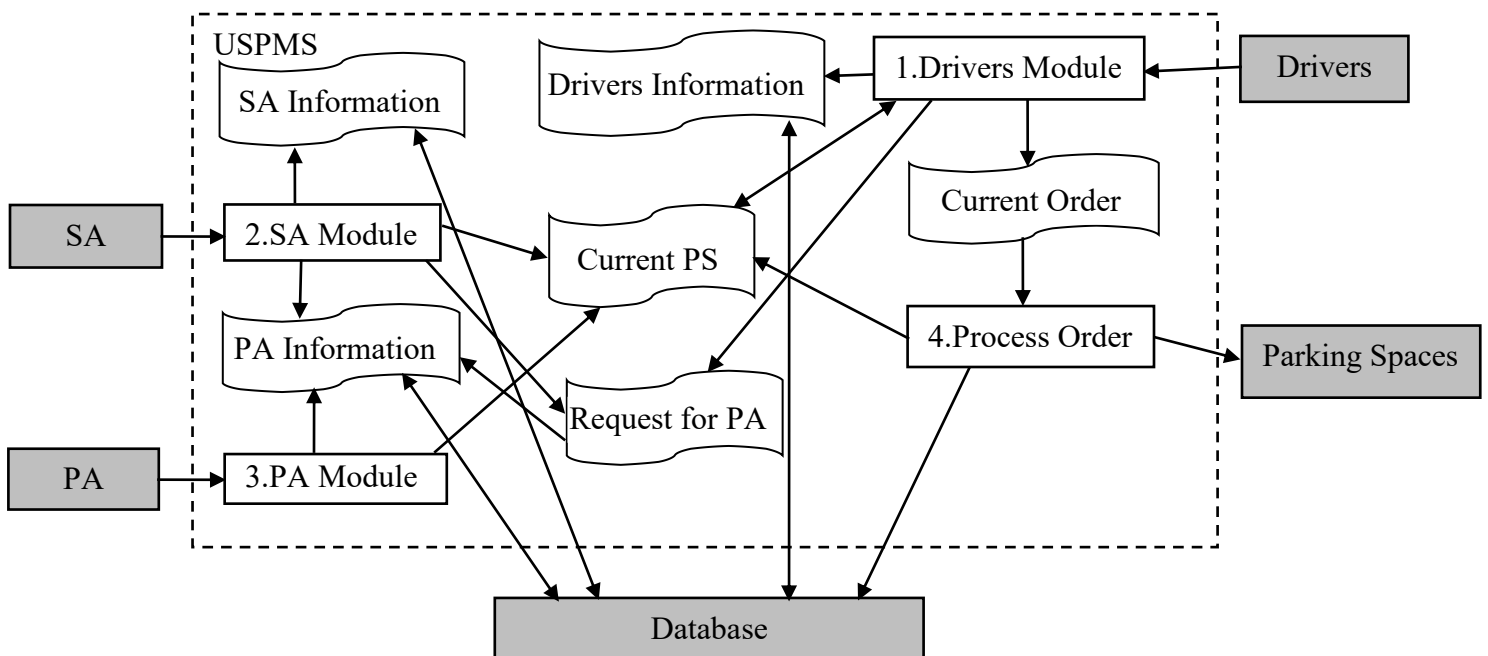 USPMS
SA Information
Drivers Information
1.Drivers Module
Drivers
Current Order
SA
2.SA Module
Current PS
PA Information
4.Process Order
Parking Spaces
Request for PA
PA
3.PA Module
Database